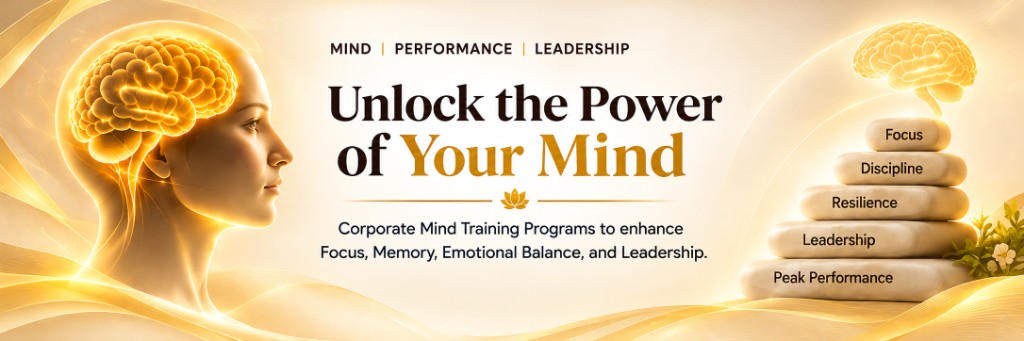 MIND | PERFORMANCE | LEADERSHIP
Unlock the Power
of Your Mind
Corporate Mind Training Programs to enhance
Focus, Memory, Emotional Balance, and Leadership.
Focus
Discipline
Resilience
Leadership
Peak Performance